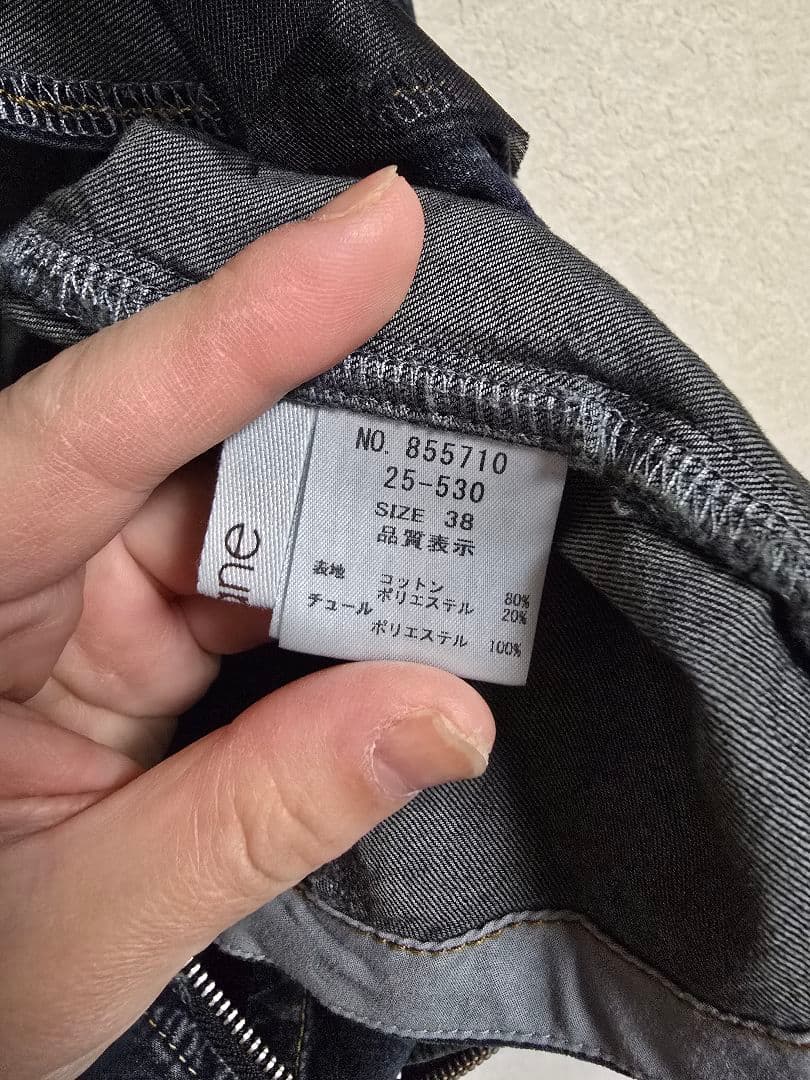 NO. 855710
25-530
SIZE 38
品質表示
表地 コットン 80%
ポリエステル 20%
チュール
ポリエステル 100%